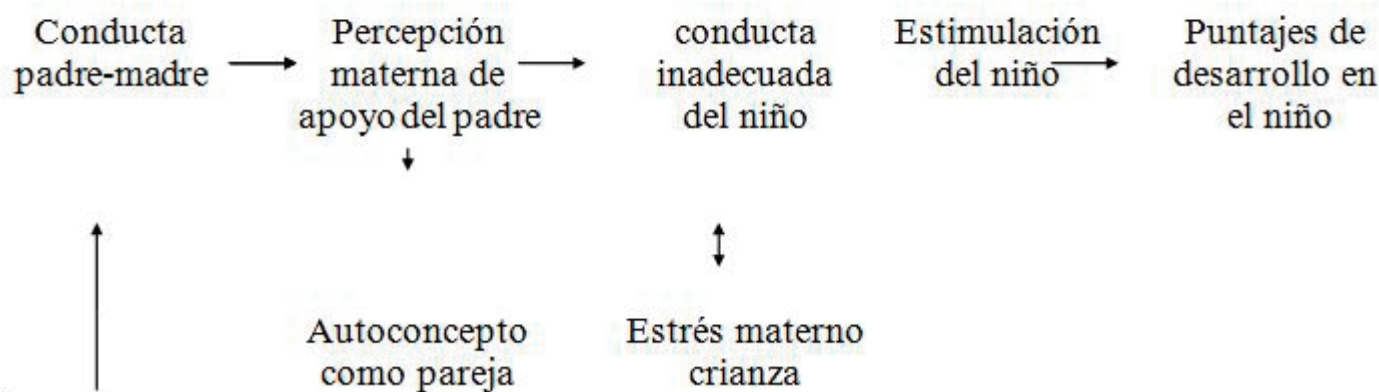 Conducta
padre-madre
Percepción
materna de
apoyo del padre
conducta
inadecuada
del niño
Estimulación
del niño
Puntajes de
desarrollo en
el niño
Autoconcepto
como pareja
Estrés materno
crianza